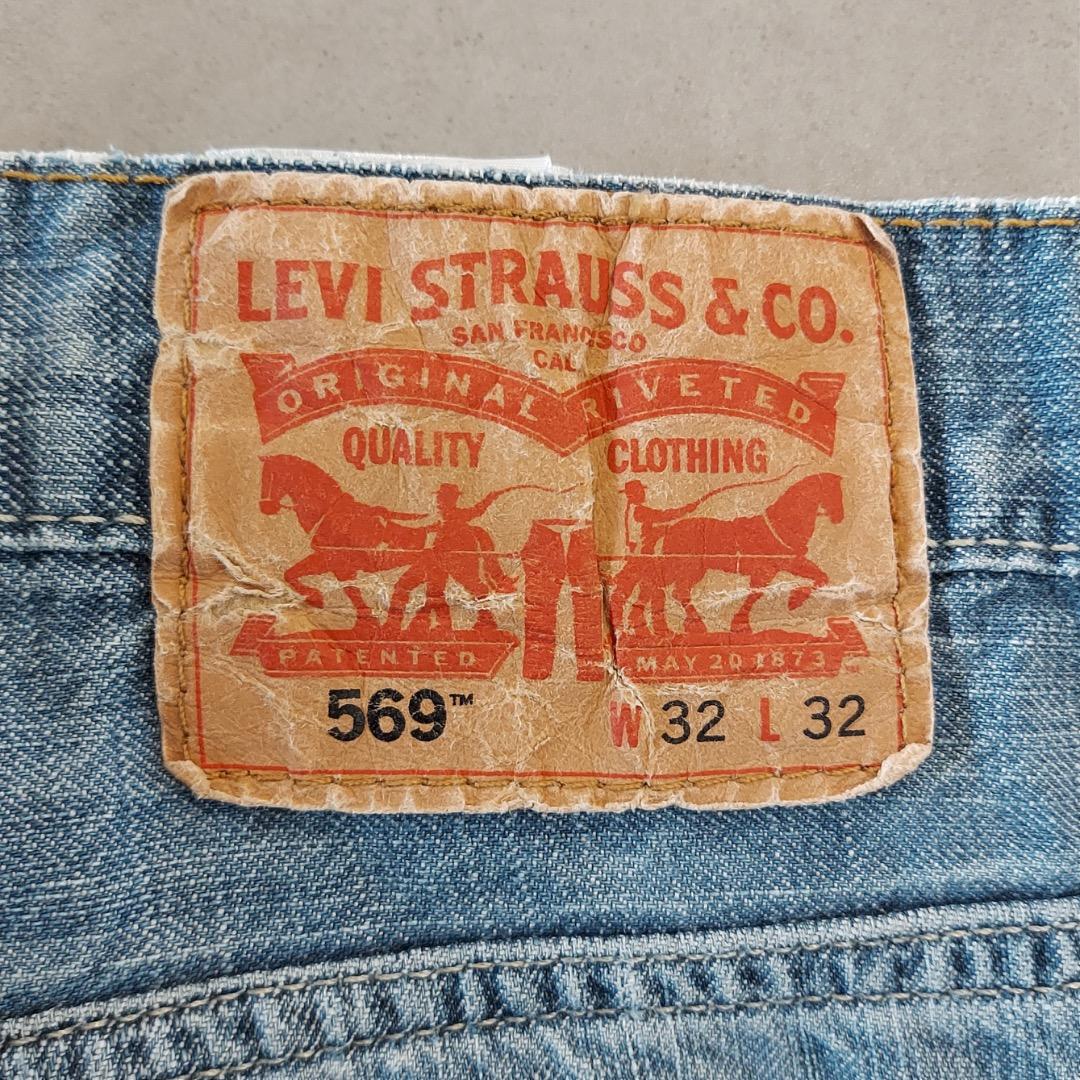 LEVI STRAUSS & CO.
SAN FRANCISCO
CAL
ORIGINAL RIVETED
QUALITY CLOTHING
PATENTED MAY 20 1873
569™ W 32 L 32